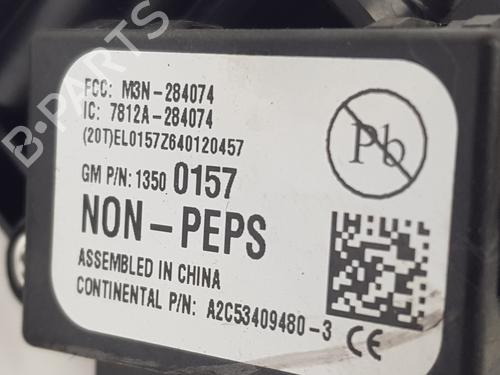 B-PARTS
FCC: M3N-284074
IC: 7812A-284074
(20T)EL0157Z640120457
GM P/N: 1350 0157
NON-PEPS
ASSEMBLED IN CHINA
CONTINENTAL P/N: A2C53409480-3
CE
Pb